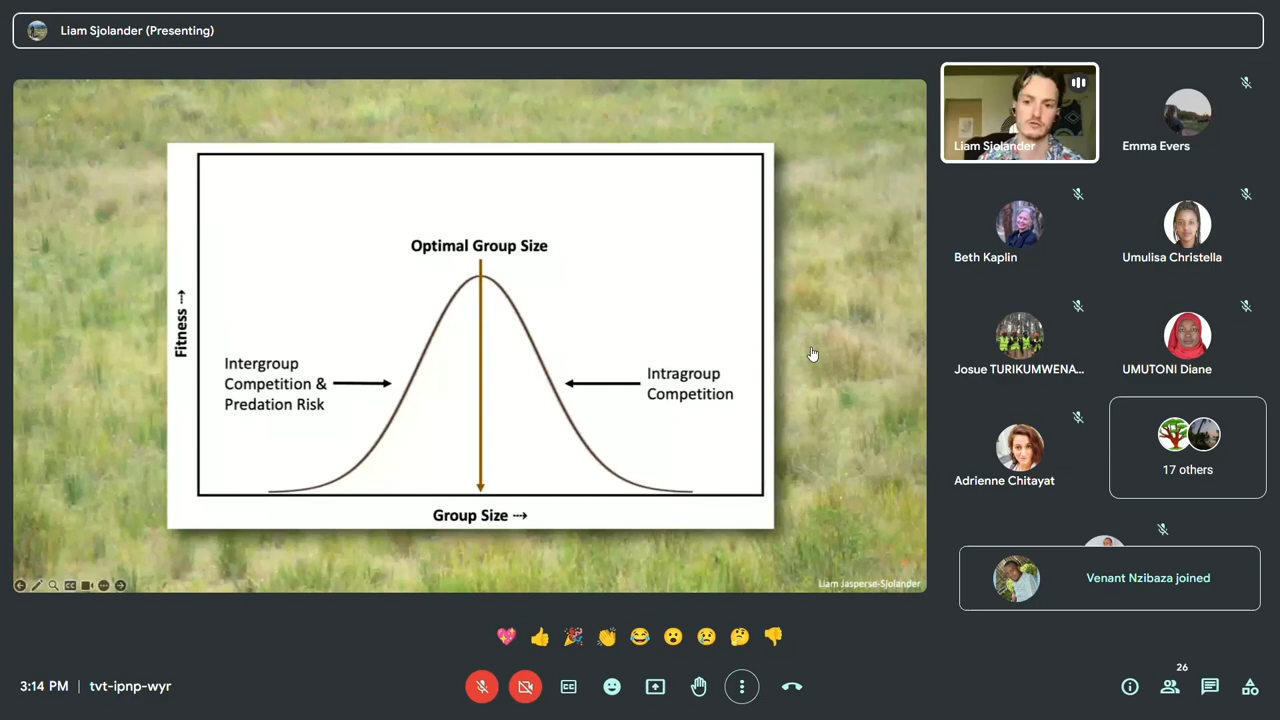 Liam Sjolander (Presenting)
Optimal Group Size
Fitness
Intergroup
Competition &
Predation Risk
Intragroup
Competition
Group Size
Liam Jasperse-Sjolander
Liam Sjolander
Emma Evers
Beth Kaplin
Umulisa Christella
Josue TURIKUMWENA...
UMUTONI Diane
Adrienne Chitayat
17 others
Venant Nzibaza joined
3:14 PM | tvt-ipnp-wyr
CC
26